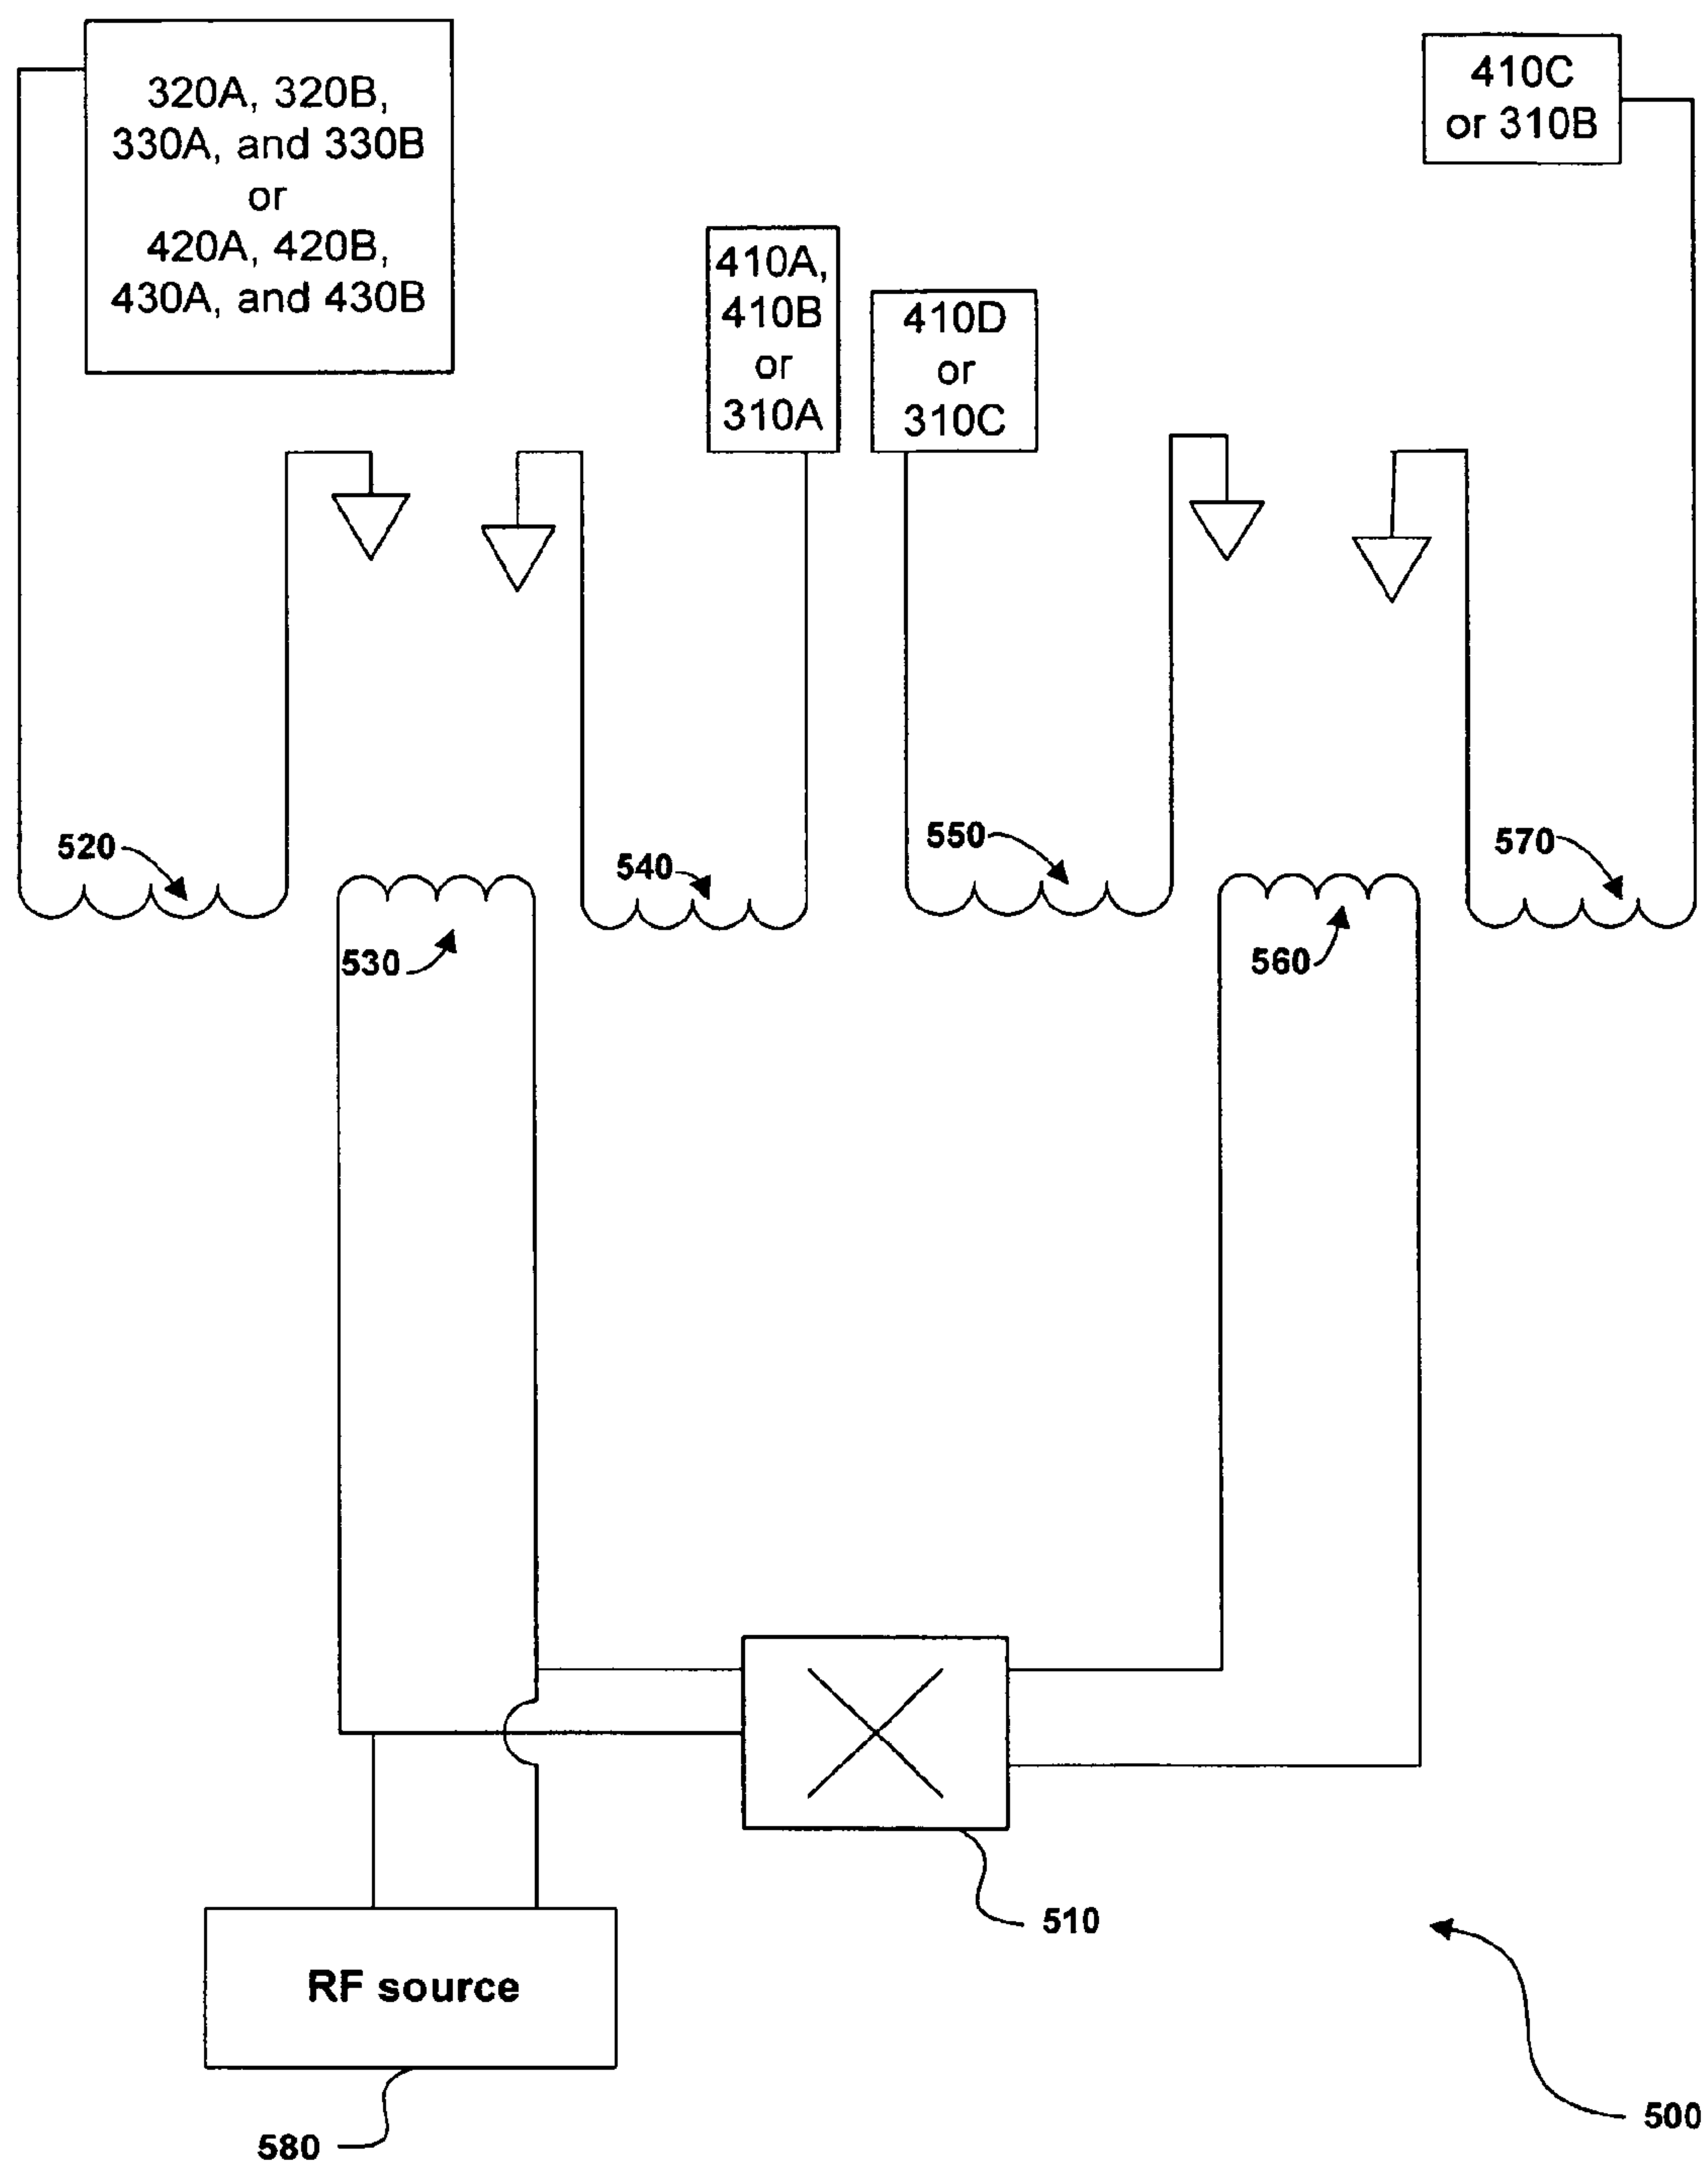 320A, 320B,
330A, and 330B
or
420A, 420B,
430A, and 430B
410C
or 310B
410A,
410B
or
310A
410D
or
310C
520
530
540
550
560
570
510
RF source
580
500